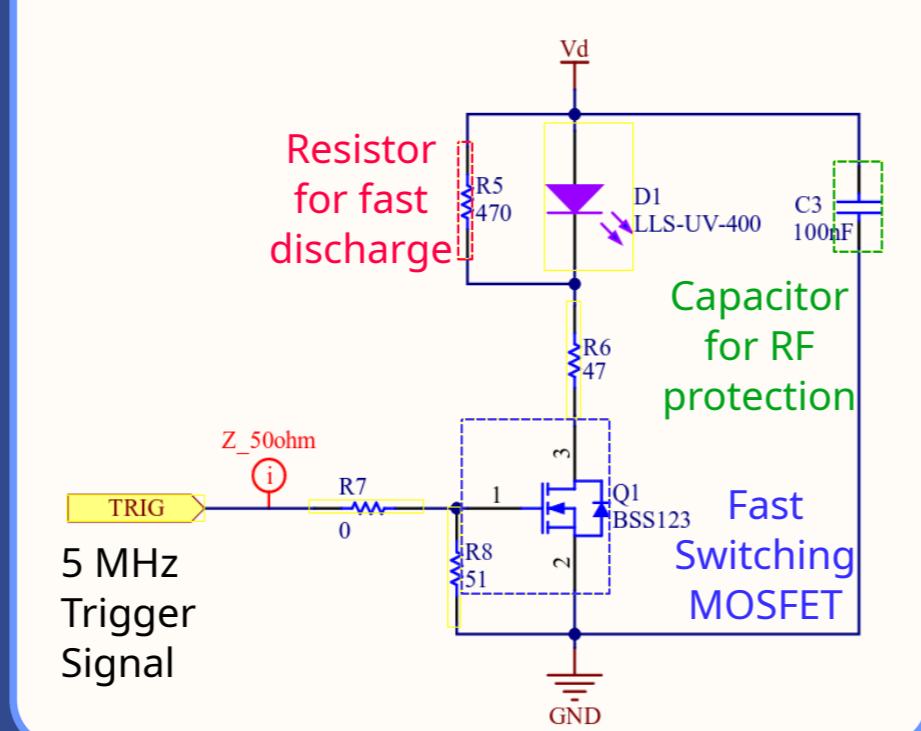 Vd
Resistor
for fast
discharge
R5
470
D1
LLS-UV-400
C3
100nF
Capacitor
for RF
protection
R6
47
Z_50ohm
i
TRIG
R7
0
1
3
2
Q1
BSS123
R8
51
Fast
Switching
MOSFET
5 MHz
Trigger
Signal
GND